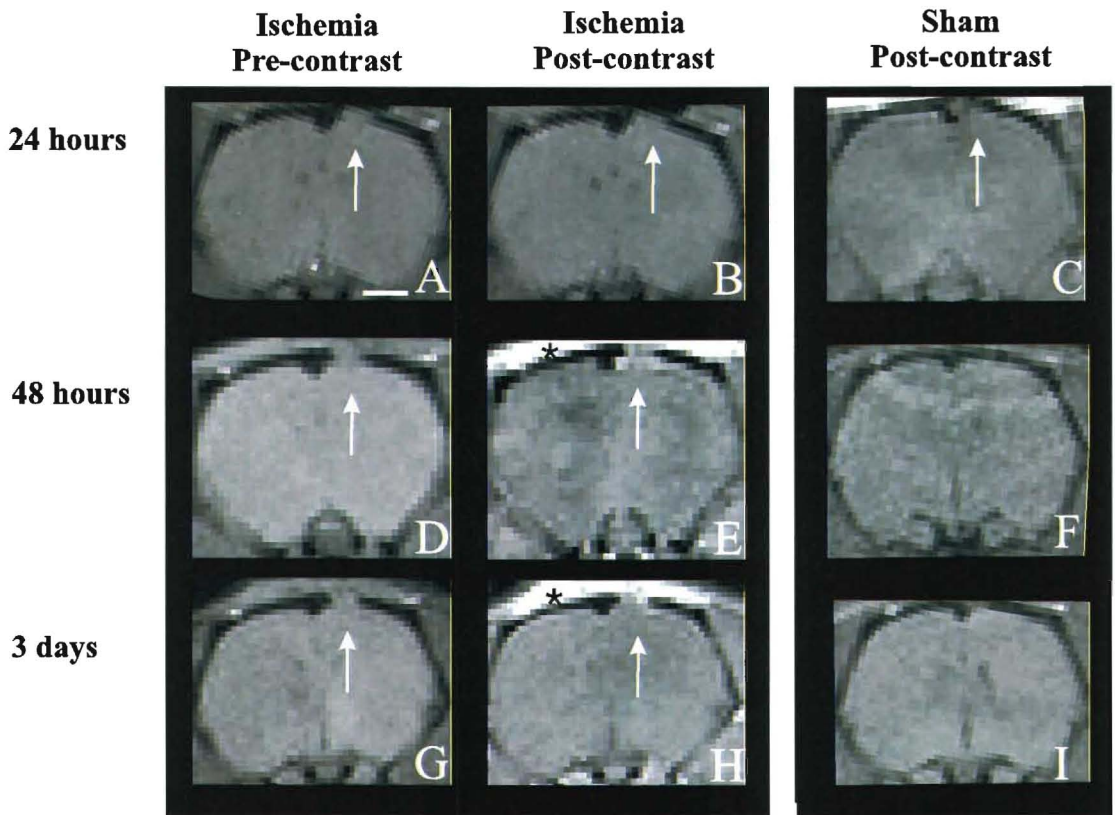 Ischemia
Pre-contrast
Ischemia
Post-contrast
Sham
Post-contrast
24 hours
A
B
C
48 hours
*
D
E
F
3 days
*
G
H
I